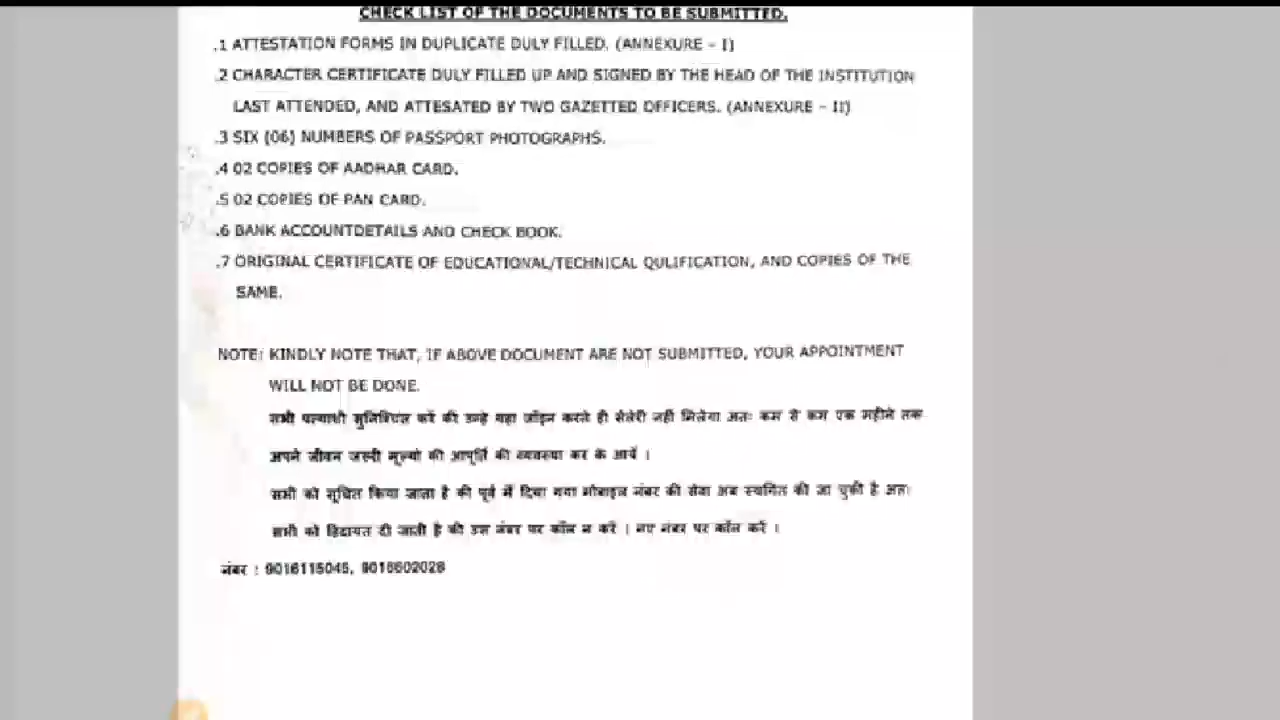 CHECK LIST OF THE DOCUMENTS TO BE SUBMITTED.
.1 ATTESTATION FORMS IN DUPLICATE DULY FILLED. (ANNEXURE – I)
.2 CHARACTER CERTIFICATE DULY FILLED UP AND SIGNED BY THE HEAD OF THE INSTITUTION
LAST ATTENDED, AND ATTESATED BY TWO GAZETTED OFFICERS. (ANNEXURE – II)
.3 SIX (06) NUMBERS OF PASSPORT PHOTOGRAPHS.
.4 02 COPIES OF AADHAR CARD.
.5 02 COPIES OF PAN CARD.
.6 BANK ACCOUNTDETAILS AND CHECK BOOK.
.7 ORIGINAL CERTIFICATE OF EDUCATIONAL/TECHNICAL QULIFICATION, AND COPIES OF THE
SAME.
NOTE: KINDLY NOTE THAT, IF ABOVE DOCUMENT ARE NOT SUBMITTED, YOUR APPOINTMENT
WILL NOT BE DONE.
सभी करें की उन्हे यहा जॉइन करते ही सेलेरी नहीं मिलेगा अतः कम से कम एक महीने तक
अपने जीवन जरूरी मूल्यों की आपूर्ति की व्यवस्था कर के आयें ।
सभी को सूचित किया जाता है की पूर्व में दिया गया मोबाइल नंबर की सेवा अब स्थगित की जा चुकी है अतः
सभी को हिदायत दी जाती है की उस नंबर पर कॉल न करें । नए नंबर पर कॉल करें ।
नंबर : 9016115045, 9016602028